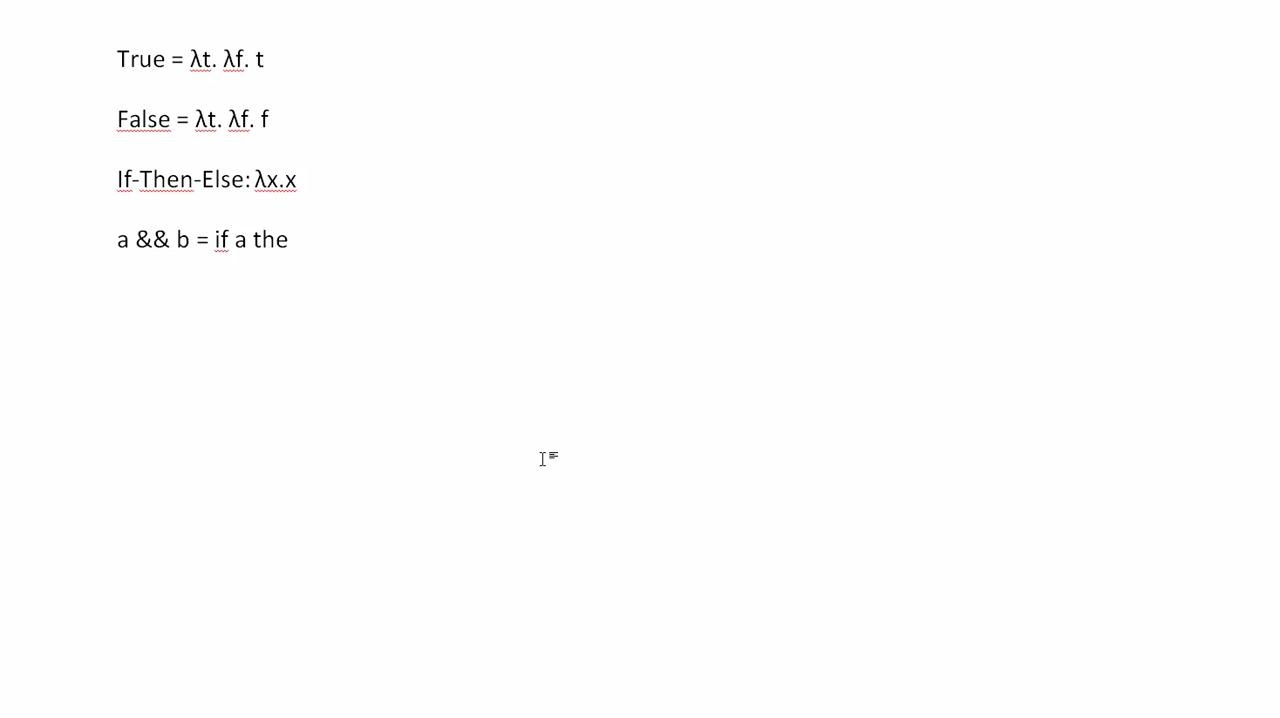 True = λt. λf. t
False = λt. λf. f
If-Then-Else: λx.x
a && b = if a the